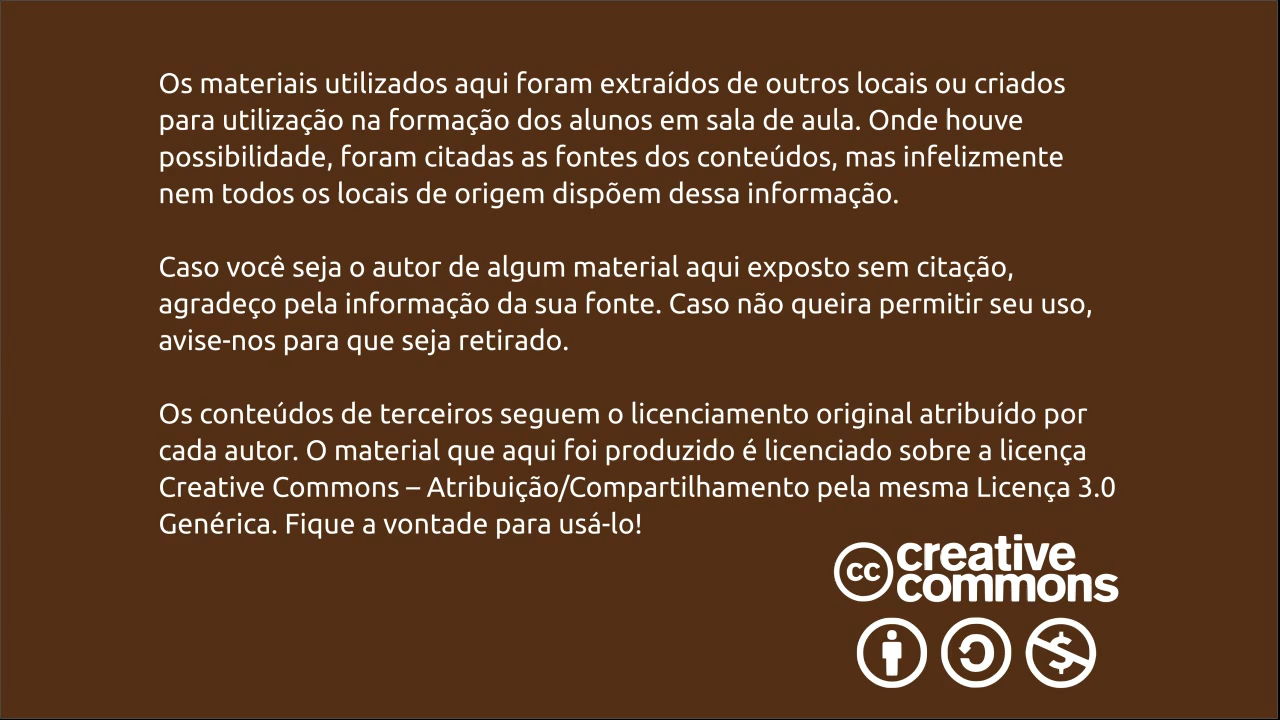 Os materiais utilizados aqui foram extraídos de outros locais ou criados
para utilização na formação dos alunos em sala de aula. Onde houve
possibilidade, foram citadas as fontes dos conteúdos, mas infelizmente
nem todos os locais de origem dispõem dessa informação.
Caso você seja o autor de algum material aqui exposto sem citação,
agradeço pela informação da sua fonte. Caso não queira permitir seu uso,
avise-nos para que seja retirado.
Os conteúdos de terceiros seguem o licenciamento original atribuído por
cada autor. O material que aqui foi produzido é licenciado sobre a licença
Creative Commons – Atribuição/Compartilhamento pela mesma Licença 3.0
Genérica. Fique a vontade para usá-lo!
cc creative
commons
$